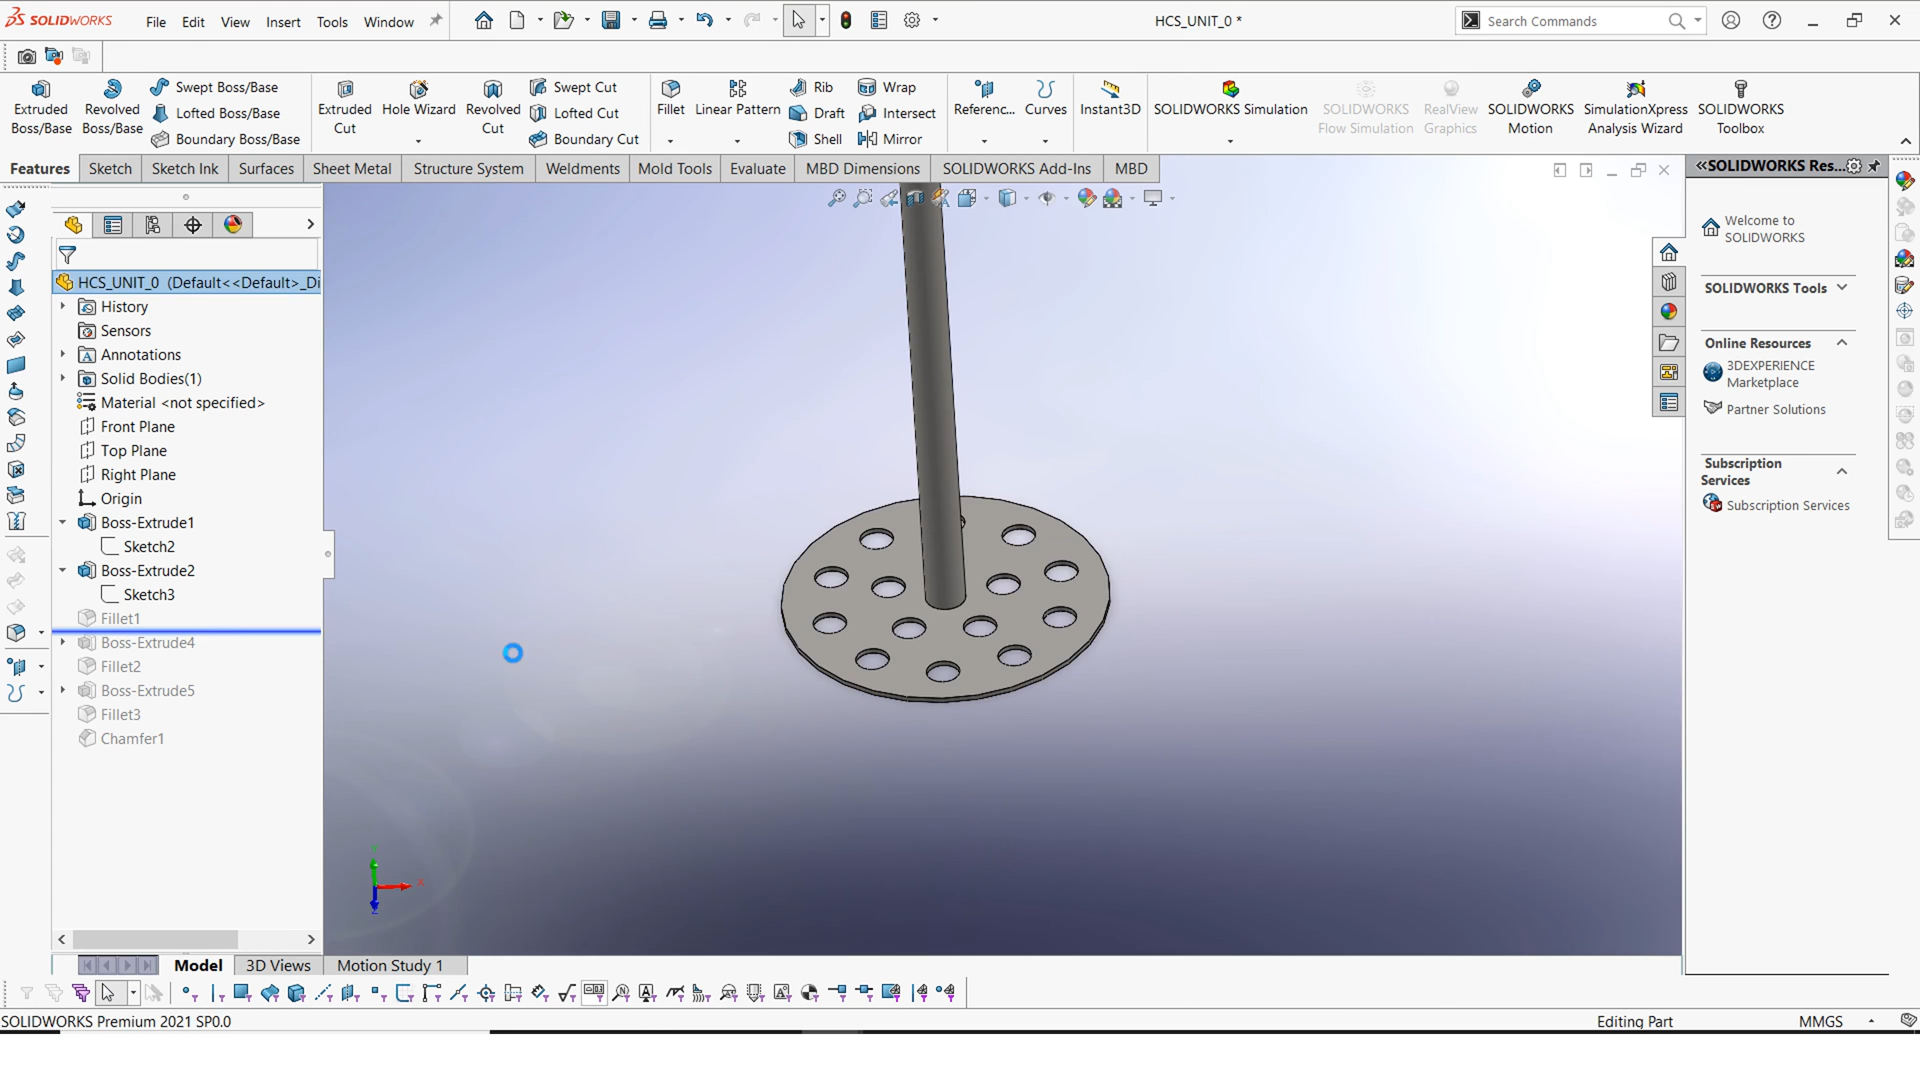 SOLIDWORKS File Edit View Insert Tools Window HCS_UNIT_0 * Search Commands
Extruded Boss/Base
Revolved Boss/Base
Swept Boss/Base
Lofted Boss/Base
Boundary Boss/Base
Extruded Cut
Hole Wizard
Revolved Cut
Swept Cut
Lofted Cut
Boundary Cut
Fillet
Linear Pattern
Rib
Draft
Shell
Wrap
Intersect
Mirror
Referenc...
Curves
Instant3D
SOLIDWORKS Simulation
SOLIDWORKS Flow Simulation
RealView Graphics
SOLIDWORKS Motion
SimulationXpress Analysis Wizard
SOLIDWORKS Toolbox
Features Sketch Sketch Ink Surfaces Sheet Metal Structure System Weldments Mold Tools Evaluate MBD Dimensions SOLIDWORKS Add-Ins MBD
HCS_UNIT_0 (Default<<Default>_Di
History
Sensors
Annotations
Solid Bodies(1)
Material <not specified>
Front Plane
Top Plane
Right Plane
Origin
Boss-Extrude1
Sketch2
Boss-Extrude2
Sketch3
Fillet1
Boss-Extrude4
Fillet2
Boss-Extrude5
Fillet3
Chamfer1
X
Z
SOLIDWORKS Res...
Welcome to
SOLIDWORKS
SOLIDWORKS Tools
Online Resources
3DEXPERIENCE
Marketplace
Partner Solutions
Subscription
Services
Subscription Services
Model 3D Views Motion Study 1
SOLIDWORKS Premium 2021 SP0.0 Editing Part MMGS